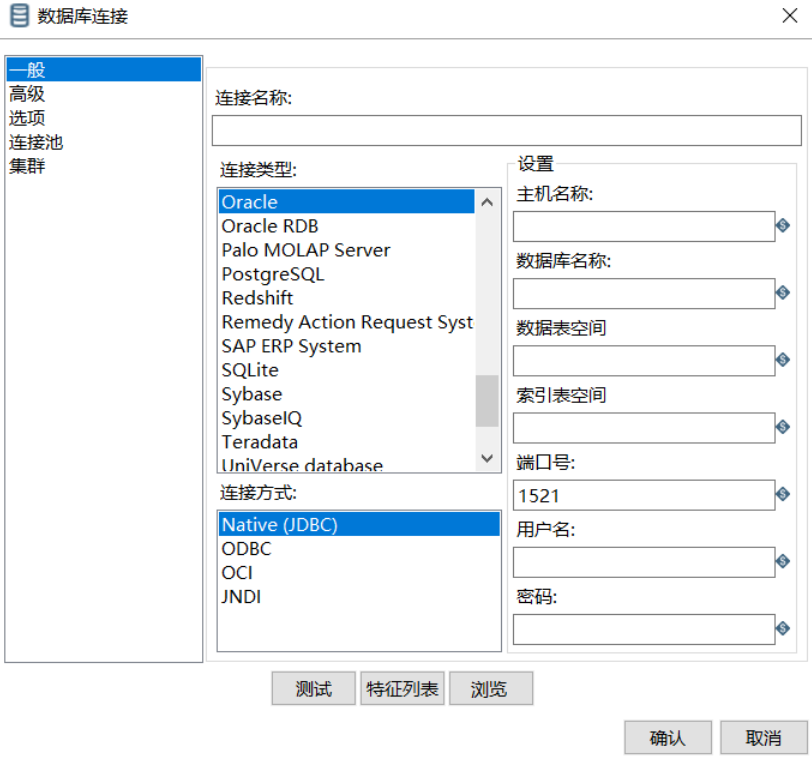 数据库连接
一般
高级
选项
连接池
集群
连接名称:
连接类型:
Oracle
Oracle RDB
Palo MOLAP Server
PostgreSQL
Redshift
Remedy Action Request Syst
SAP ERP System
SQLite
Sybase
SybaseIQ
Teradata
UniVerse database
连接方式:
Native (JDBC)
ODBC
OCI
JNDI
设置
主机名称:
数据库名称:
数据表空间
索引表空间
端口号:
1521
用户名:
密码:
测试
特征列表
浏览
确认
取消